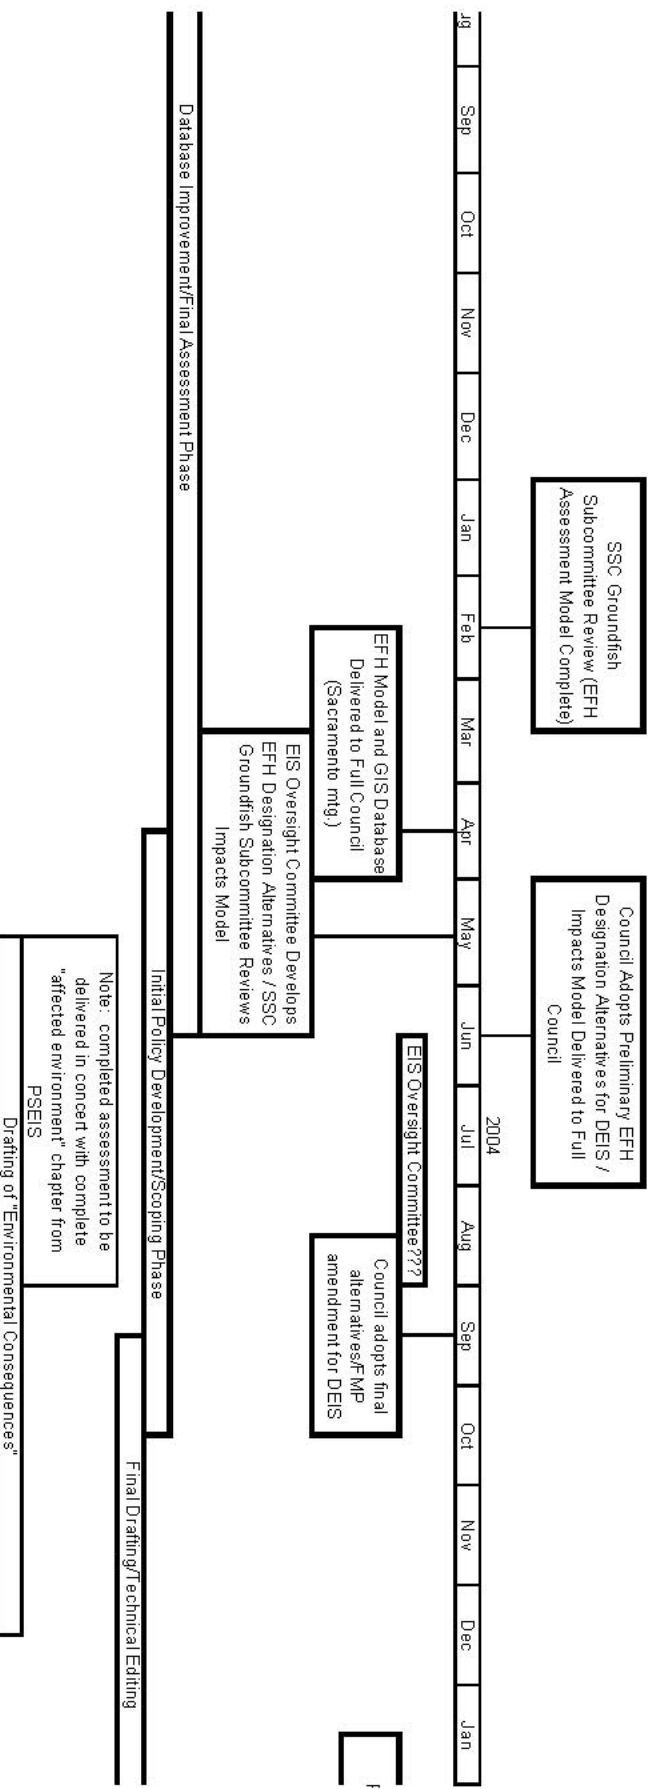 SSC Groundfish
Subcommittee Review (EFH
Assessment Model Complete)
Council Adopts Preliminary EFH
Designation Alternatives for DEIS /
Impacts Model Delivered to Full
Council
2004
Sep
Oct
Nov
Dec
Jan
Feb
Mar
Apr
May
Jun
Jul
Aug
Sep
Oct
Nov
Dec
Jan
EIS Oversight Committee???
EFH Model and GIS Database
Delivered to Full Council
(Sacramento mtg.)
Council adopts final
alternatives/FMP
amendment for DEIS
EIS Oversight Committee Develops
EFH Designation Alternatives / SSC
Groundfish Subcommittee Reviews
Impacts Model
Database Improvement/Final Assessment Phase
Initial Policy Development/Scoping Phase
Final Drafting/Technical Editing
Note: completed assessment to be
delivered in concert with complete
"affected environment" chapter from
PSEIS
Drafting of "Environmental Consequences"